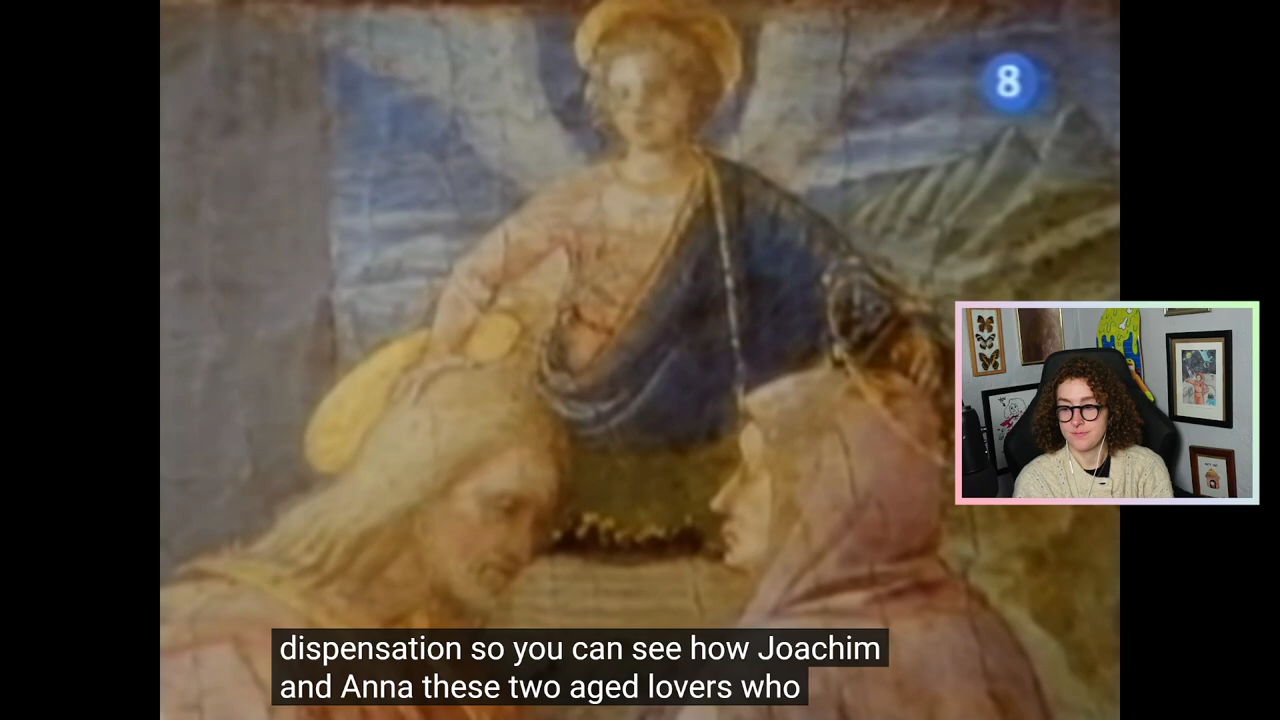 8
dispensation so you can see how Joachim
and Anna these two aged lovers who